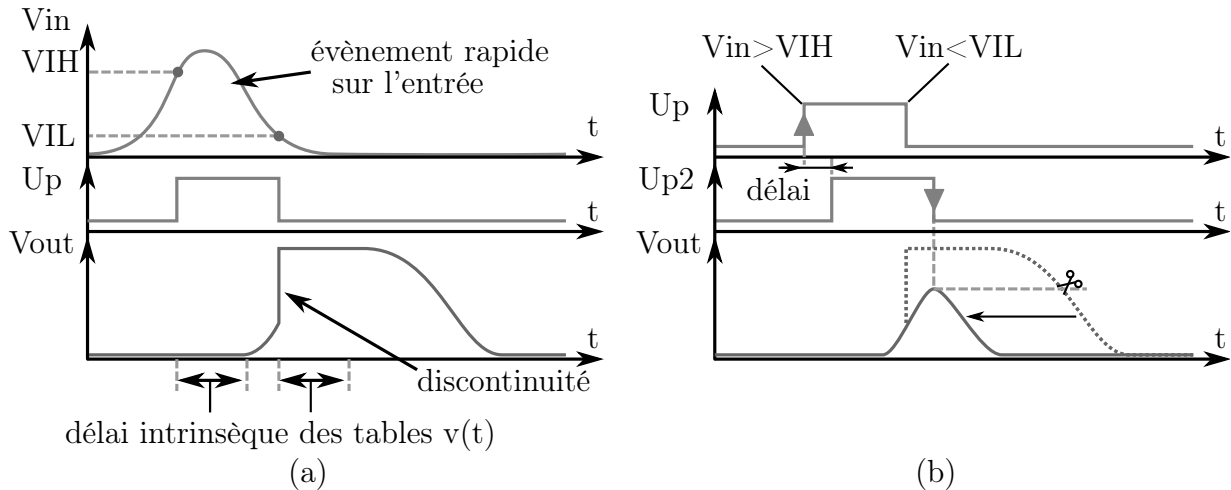 Vin
VIH
évènement rapide
sur l'entrée
VIL
t
Up
t
Vout
t
discontinuité
délai intrinsèque des tables v(t)
(a)
Vin>VIH
Vin<VIL
Up
t
Up2
délai
t
Vout
t
(b)